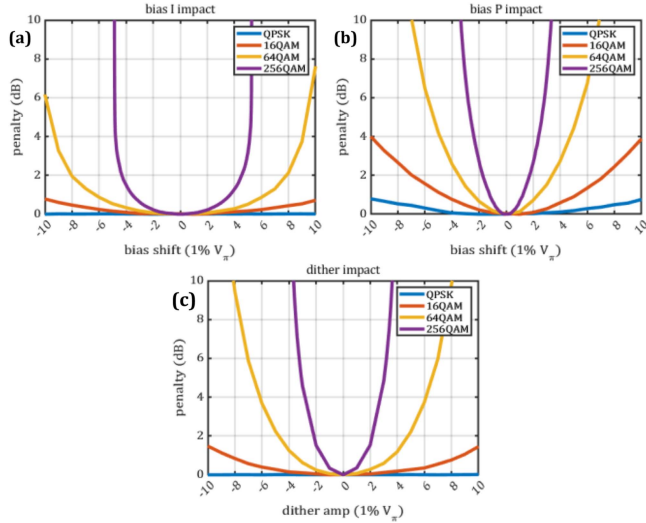 bias I impact
(a)
QPSK
16QAM
64QAM
256QAM
penalty (dB)
10
8
6
4
2
0
-10 -8 -6 -4 -2 0 2 4 6 8 10
bias shift (1% Vπ)
bias P impact
(b)
QPSK
16QAM
64QAM
256QAM
penalty (dB)
10
8
6
4
2
0
-10 -8 -6 -4 -2 0 2 4 6 8 10
bias shift (1% Vπ)
dither impact
(c)
QPSK
16QAM
64QAM
256QAM
penalty (dB)
10
8
6
4
2
0
-10 -8 -6 -4 -2 0 2 4 6 8 10
dither amp (1% Vπ)